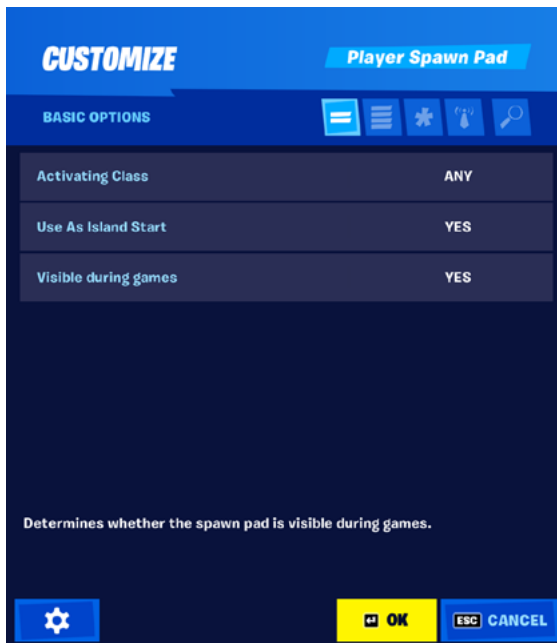 CUSTOMIZE
Player Spawn Pad
BASIC OPTIONS
Activating Class ANY
Use As Island Start YES
Visible during games YES
Determines whether the spawn pad is visible during games.
OK
ESC CANCEL